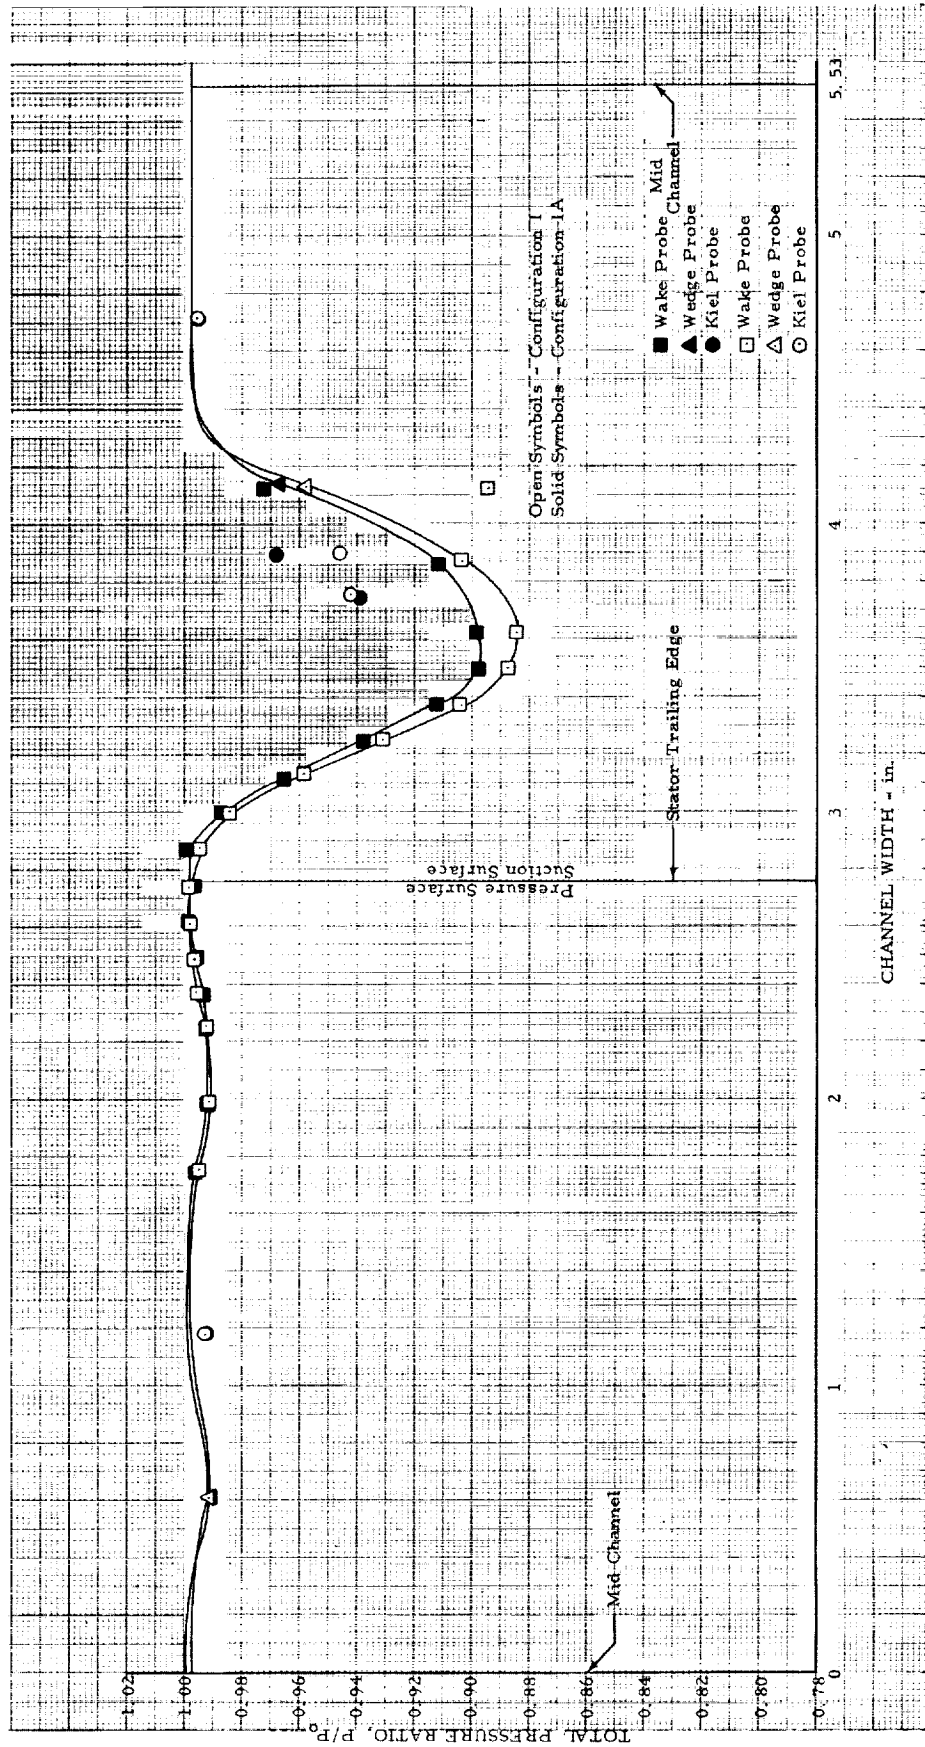 TOTAL PRESSURE RATIO, P/Po
1.02
1.00
0.98
0.96
0.94
0.92
0.90
0.88
0.86
0.84
0.82
0.80
0.78
0
1
2
3
4
5
5.53
CHANNEL WIDTH - in.
Mid Channel
Pressure Surface
Suction Surface
Stator Trailing Edge
Open Symbols - Configuration I
Solid Symbols - Configuration IA
Mid
Channel
Wake Probe
Wedge Probe
Kiel Probe
Wake Probe
Wedge Probe
Kiel Probe